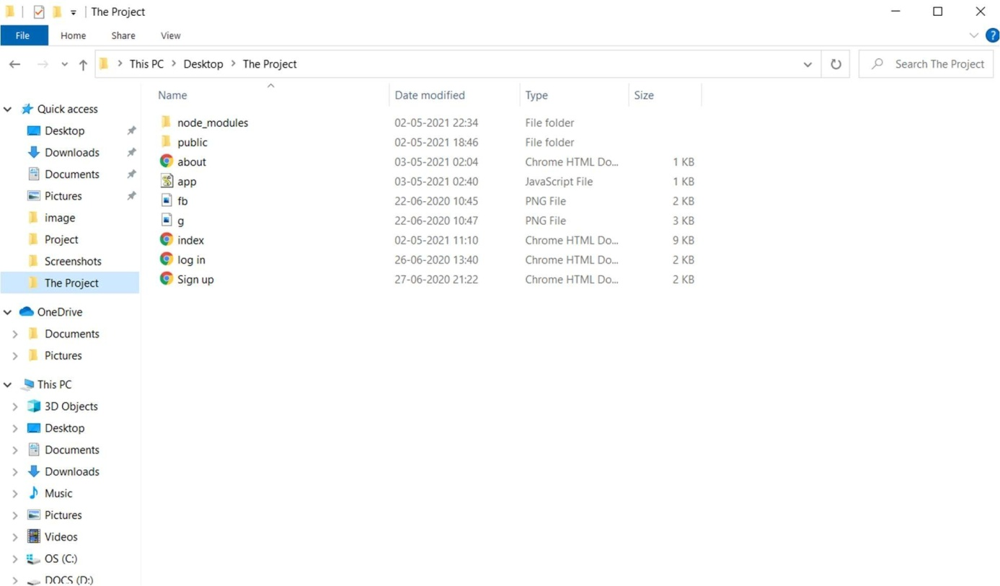 The Project
File Home Share View
?
This PC > Desktop > The Project
Search The Project
Quick access
Desktop
Downloads
Documents
Pictures
image
Project
Screenshots
The Project
OneDrive
Documents
Pictures
This PC
3D Objects
Desktop
Documents
Downloads
Music
Pictures
Videos
OS (C:)
DOCS (D:)
Name Date modified Type Size
node_modules 02-05-2021 22:34 File folder
public 02-05-2021 18:46 File folder
about 03-05-2021 02:04 Chrome HTML Do... 1 KB
app 03-05-2021 02:40 JavaScript File 1 KB
fb 22-06-2020 10:45 PNG File 2 KB
g 22-06-2020 10:47 PNG File 3 KB
index 02-05-2021 11:10 Chrome HTML Do... 9 KB
log in 26-06-2020 13:40 Chrome HTML Do... 2 KB
Sign up 27-06-2020 21:22 Chrome HTML Do... 2 KB